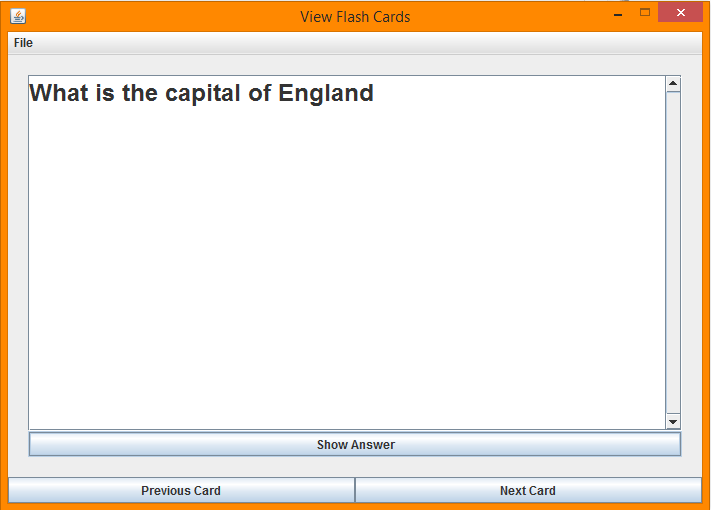 View Flash Cards
File
What is the capital of England
Show Answer
Previous Card
Next Card